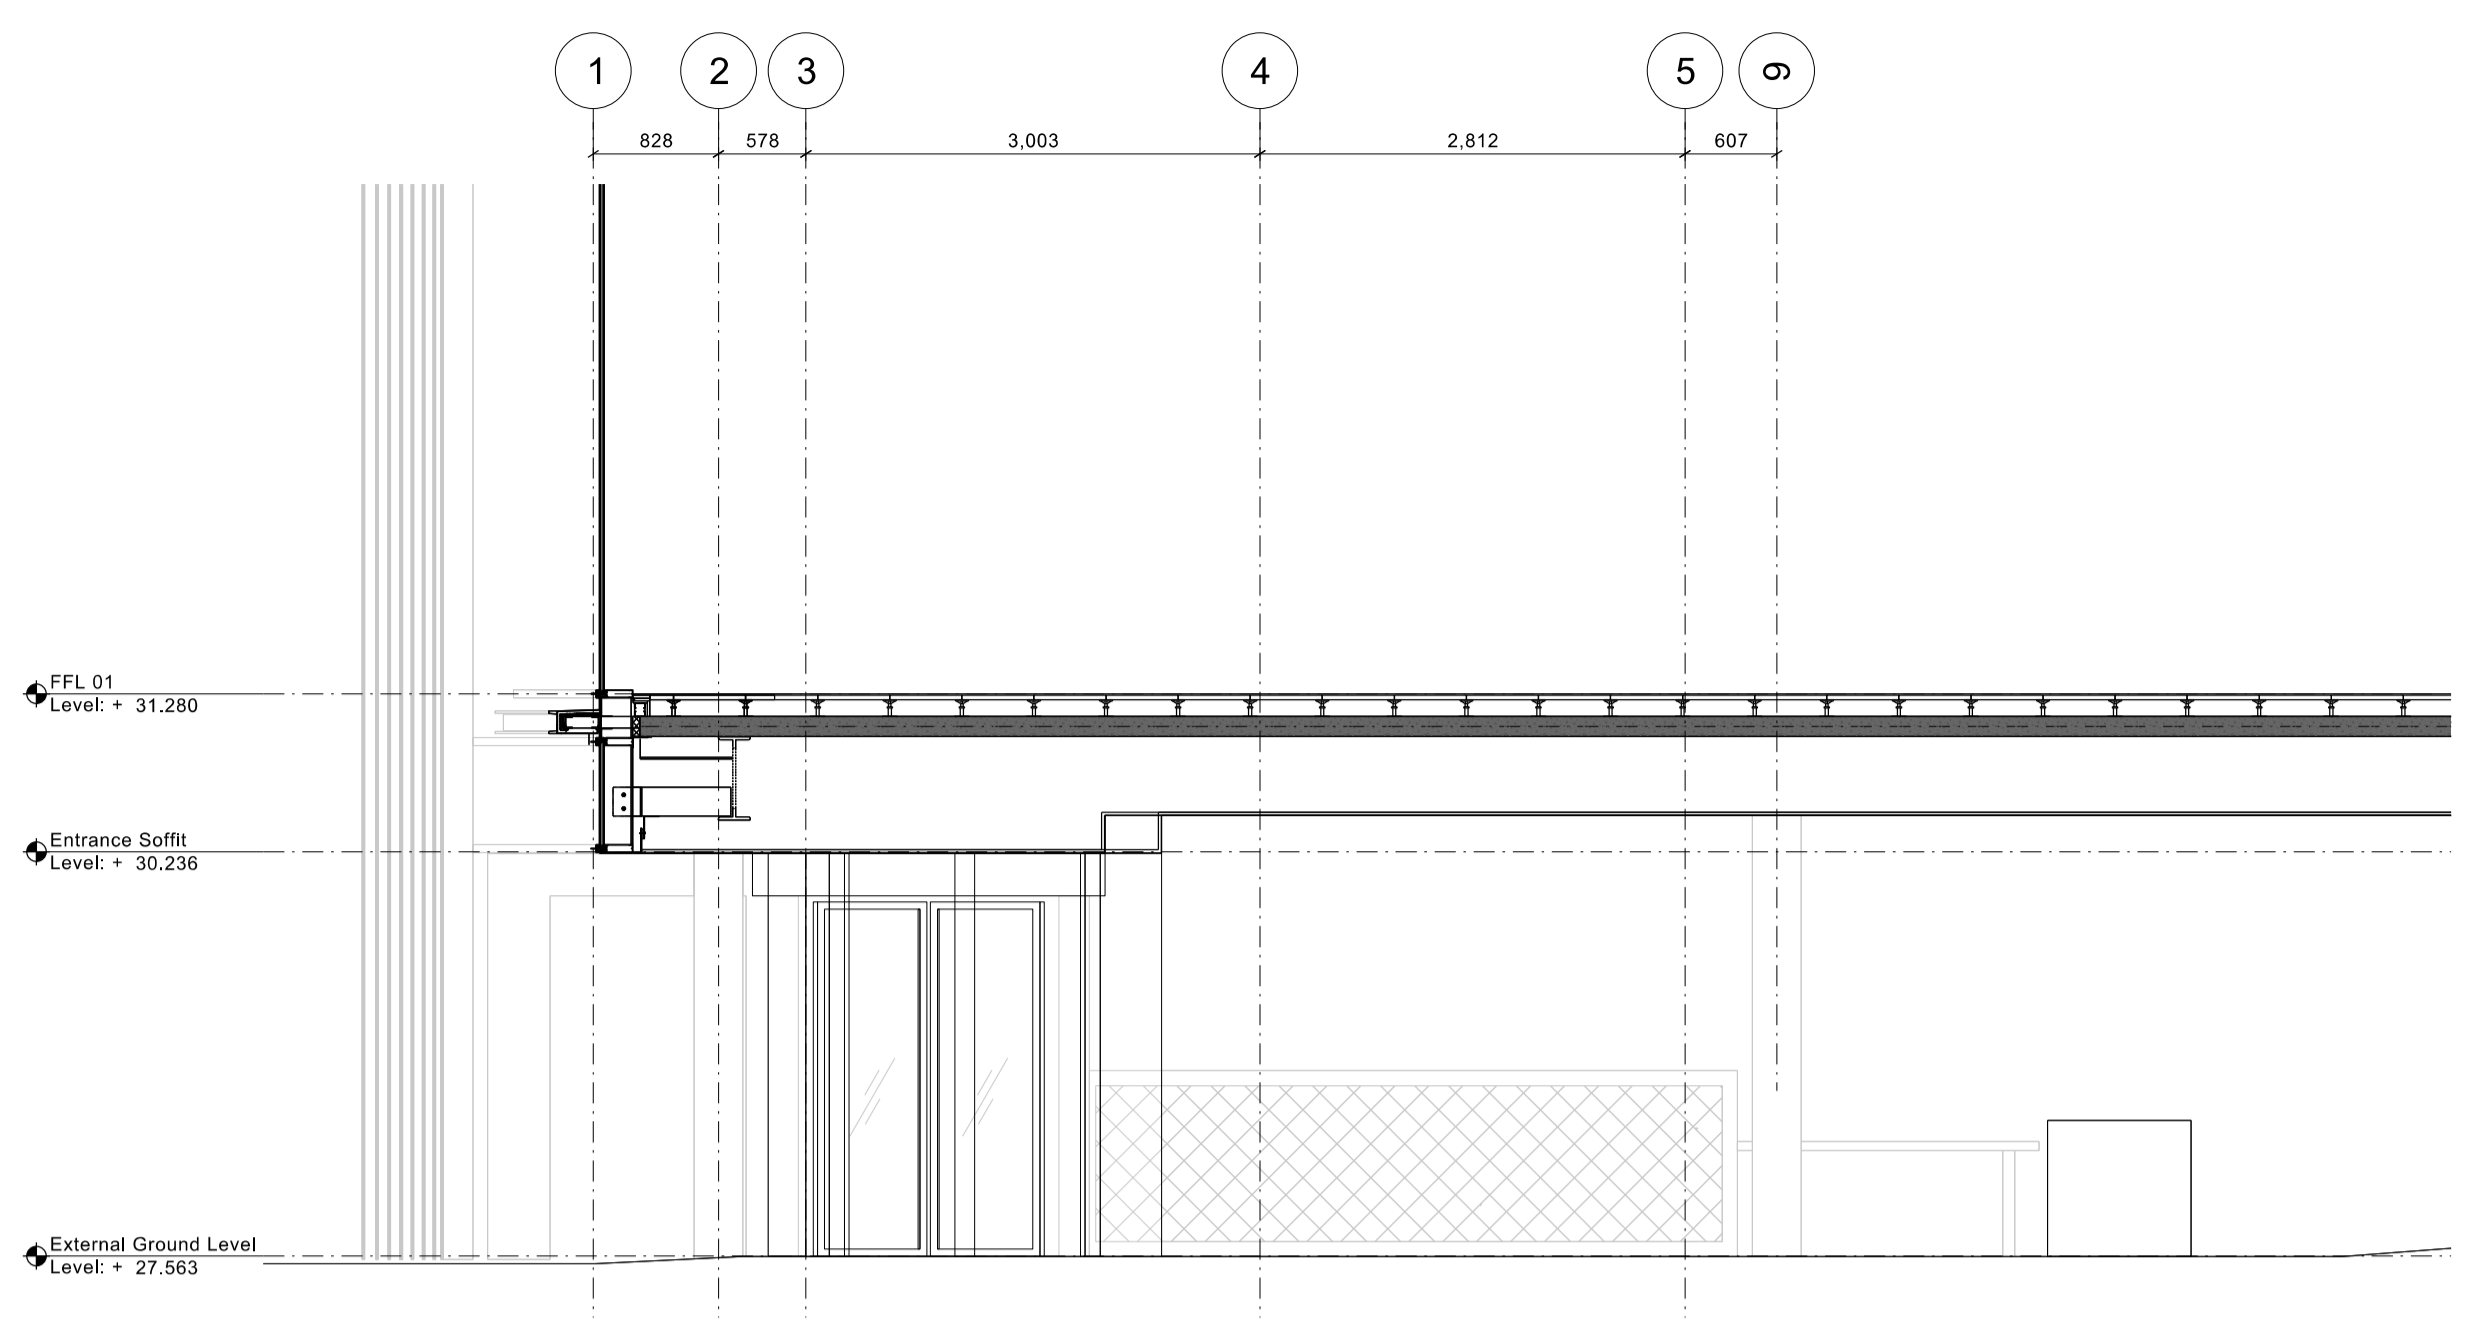 1 2 3 4 5 6
828 578 3,003 2,812 607
FFL 01
Level: + 31.280
Entrance Soffit
Level: + 30.236
External Ground Level
Level: + 27.563